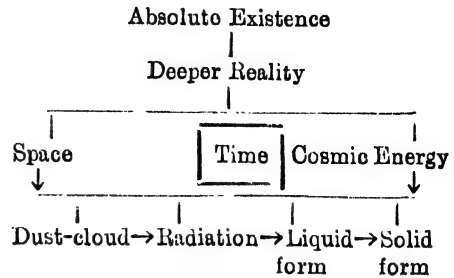 Absoluto Existence
Deeper Reality
Space Time Cosmic Energy
Dust-cloud→Radiation→Liquid→Solid
form form